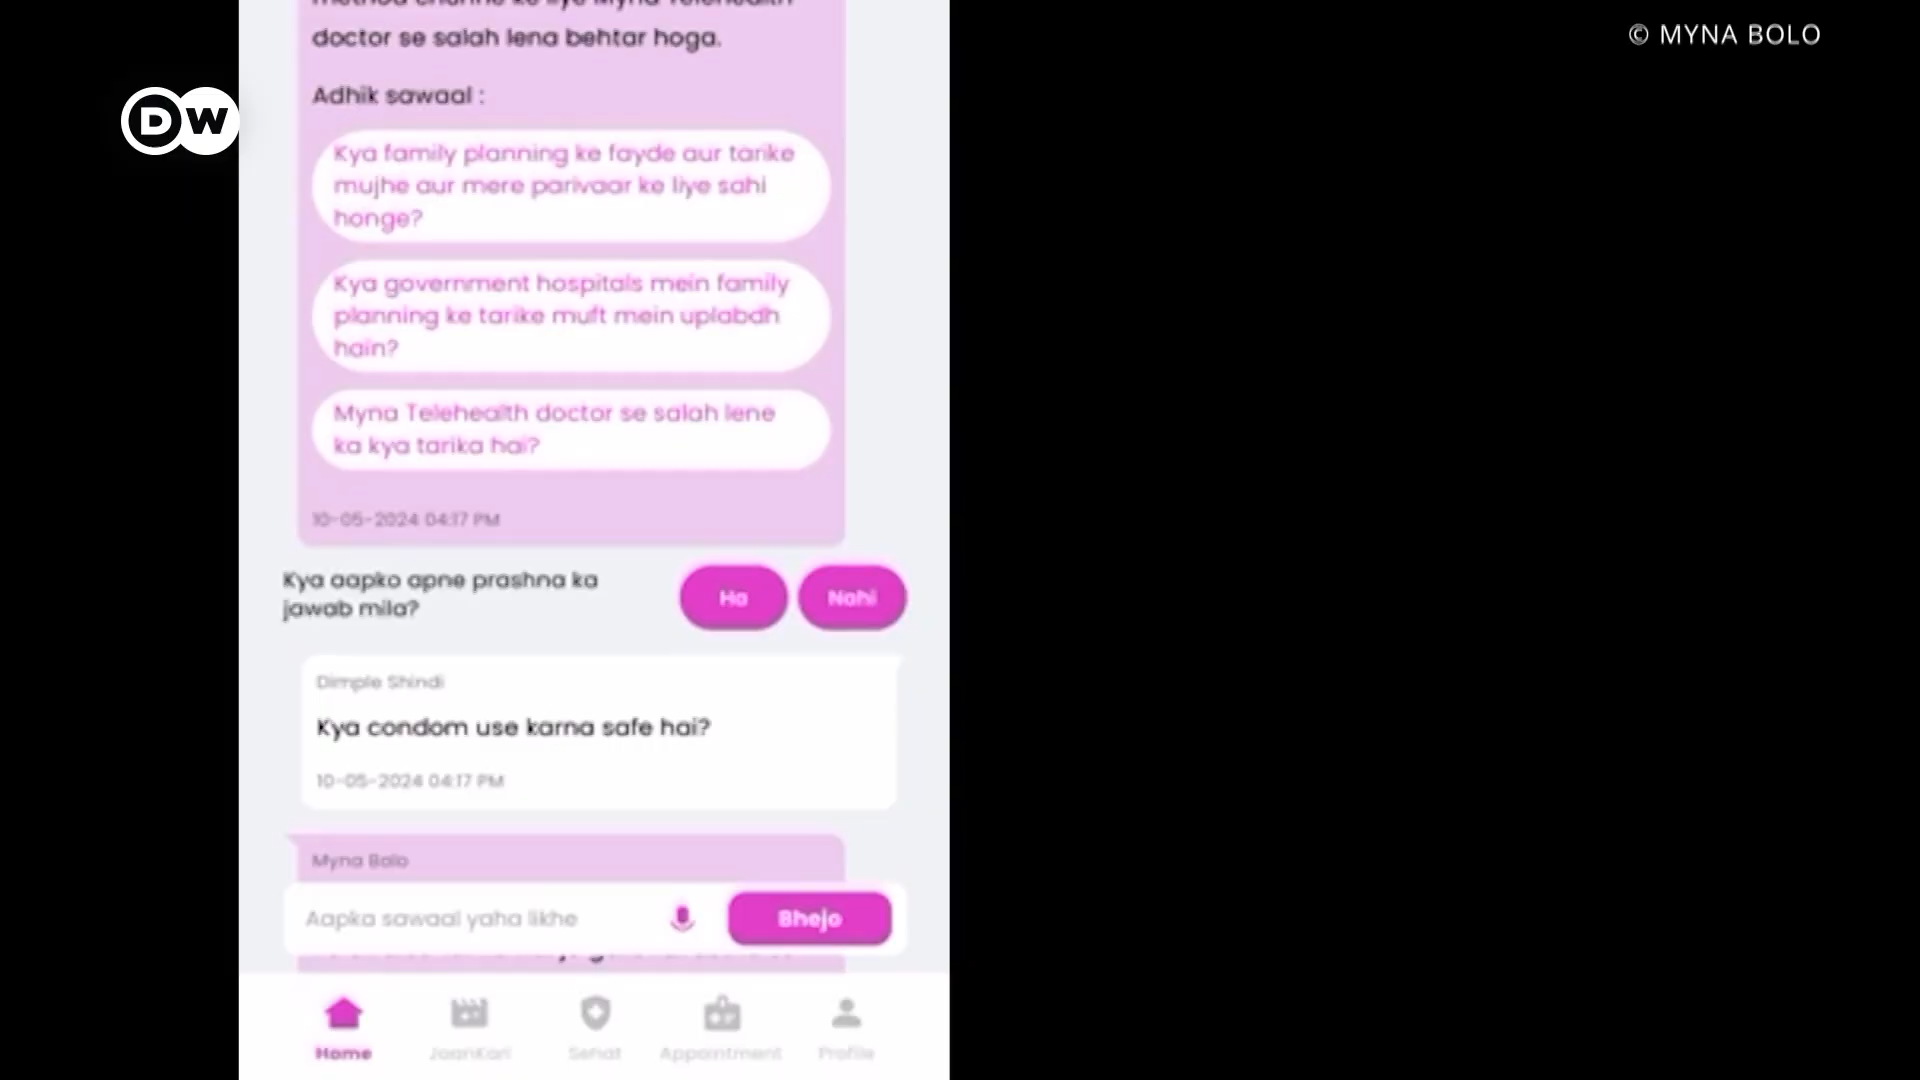 © MYNA BOLO
DW
doctor se salah lena behtar hoga.
Adhik sawaal :
Kya family planning ke fayde aur tarike
mujhe aur mere parivaar ke liye sahi
honge?
Kya government hospitals mein family
planning ke tarike muft mein uplabdh
hain?
Myna Telehealth doctor se salah lene
ka kya tarika hai?
10-05-2024 04:17 PM
Kya aapko apne prashna ka
jawab mila?
Ha
Nahi
Dimple Shindi
Kya condom use karna safe hai?
10-05-2024 04:17 PM
Myna Bolo
Aapka sawaal yaha likhe
Bhejo
Home
JaanKari
Sehat
Appointment
Profile